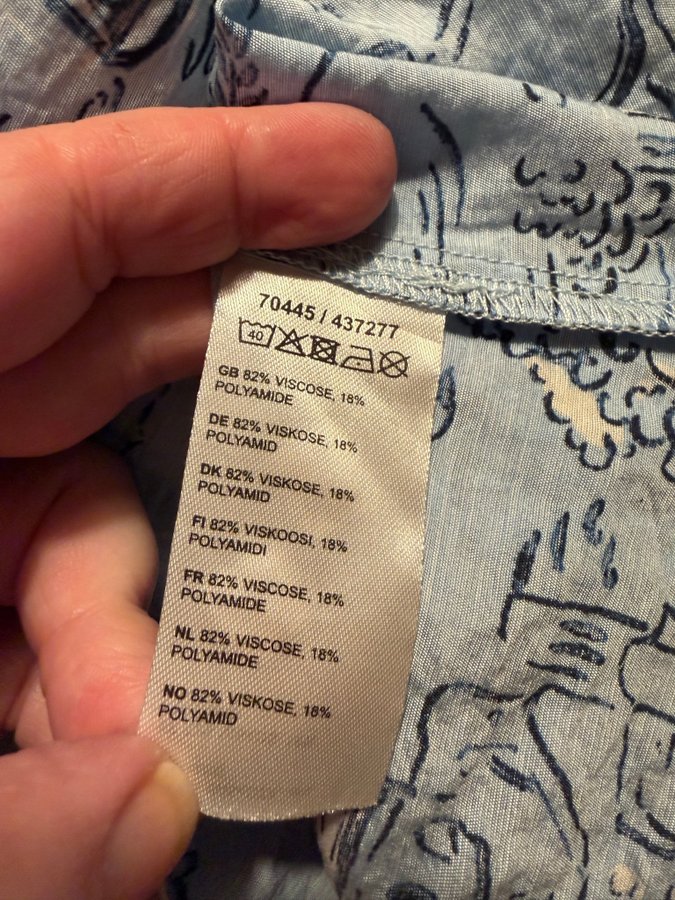 70445 / 437277
40
GB 82% VISCOSE, 18%
POLYAMIDE
DE 82% VISKOSE, 18%
POLYAMID
DK 82% VISKOSE, 18%
POLYAMID
FI 82% VISKOOSI, 18%
POLYAMIDI
FR 82% VISCOSE, 18%
POLYAMIDE
NL 82% VISCOSE, 18%
POLYAMIDE
NO 82% VISKOSE, 18%
POLYAMID